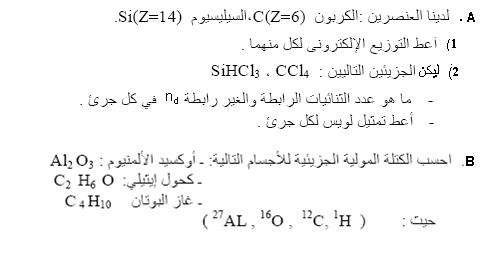 A . لدينا العنصرين :الكربون C(Z=6)،السيليسيوم Si(Z=14).
1) أعط التوزيع الإلكترونى لكل منهما .
2) ليكن الجزيئين التاليين : CCl₄ ، SiHCl₃
- ما هو عدد الثنائيات الرابطة والغير رابطة n_d في كل جزئ .
- أعط تمثيل لويس لكل جزئ .
B. احسب الكتلة المولية الجزيئية للأجسام التالية: - أوكسيد الألمنيوم : Al₂ O₃
- كحول إيتيلي: C₂ H₆ O
- غاز البوتان C ₄ H₁₀
حيث : ( ²⁷AL , ¹⁶O , ¹²C, ¹H )